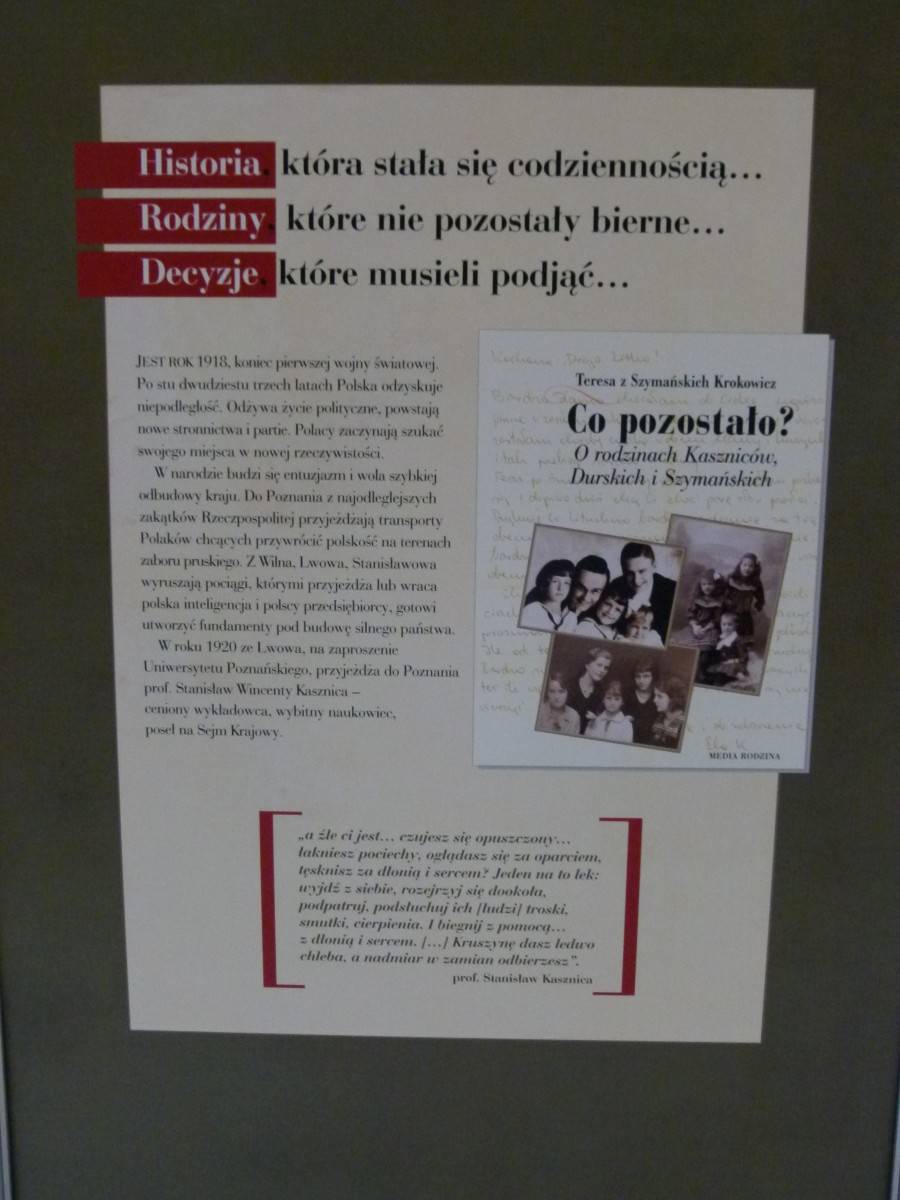 Historia, która stała się codziennością...
Rodziny, które nie pozostały bierne...
Decyzje, które musieli podjąć...
JEST ROK 1918, koniec pierwszej wojny światowej.
Po stu dwudziestu trzech latach Polska odzyskuje
niepodległość. Odżywa życie polityczne, powstają
nowe stronnictwa i partie. Polacy zaczynają szukać
swojego miejsca w nowej rzeczywistości.
W narodzie budzi się entuzjazm i wola szybkiej
odbudowy kraju. Do Poznania z najodleglejszych
zakątków Rzeczpospolitej przyjeżdżają transporty
Polaków chcących przywrócić polskość na terenach
zaboru pruskiego. Z Wilna, Lwowa, Stanisławowa
wyruszają pociągi, którymi przyjeżdża lub wraca
polska inteligencja i polscy przedsiębiorcy, gotowi
utworzyć fundamenty pod budowę silnego państwa.
W roku 1920 ze Lwowa, na zaproszenie
Uniwersytetu Poznańskiego, przyjeżdża do Poznania
prof. Stanisław Wincenty Kasznica –
ceniony wykładowca, wybitny naukowiec,
poseł na Sejm Krajowy.
Kochana Droga
Teresa z Szymańskich Krokowicz
Co pozostało?
O rodzinach Kaszniców,
Durskich i Szymańskich
Ela K
MEDIA RODZINA
„a źle ci jest... czujesz się opuszczony...
łakniesz pociechy, oglądasz się za oparciem,
tęsknisz za dłonią i sercem? Jeden na to lek:
wyjdź z siebie, rozejrzyj się dookoła,
podpatruj, podsłuchuj ich [ludzi] troski,
smutki, cierpienia. I biegnij z pomocą...
z dłonią i sercem. [...] Kruszynę dasz ledwo
chleba, a nadmiar w zamian odbierzesz”.
prof. Stanisław Kasznica